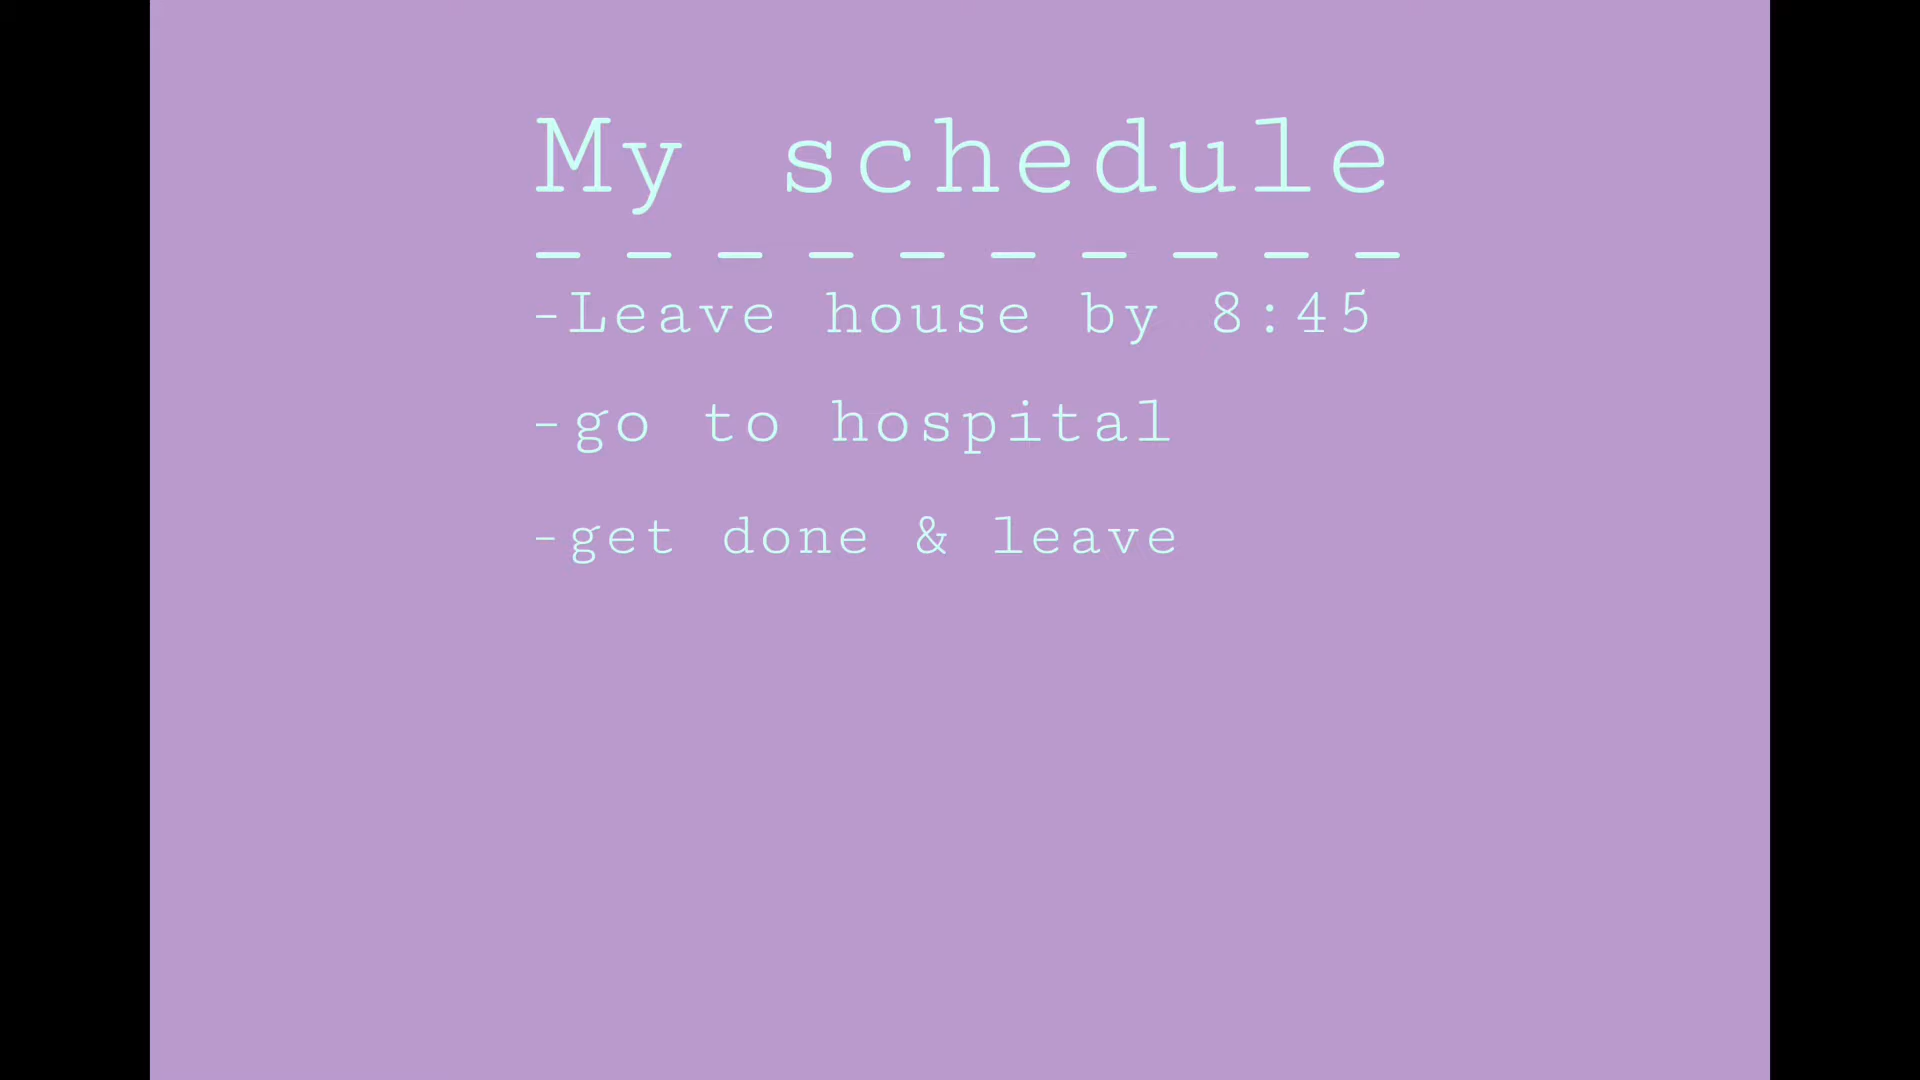 My schedule
- - - - - - - - - -
-Leave house by 8:45
-go to hospital
-get done & leave